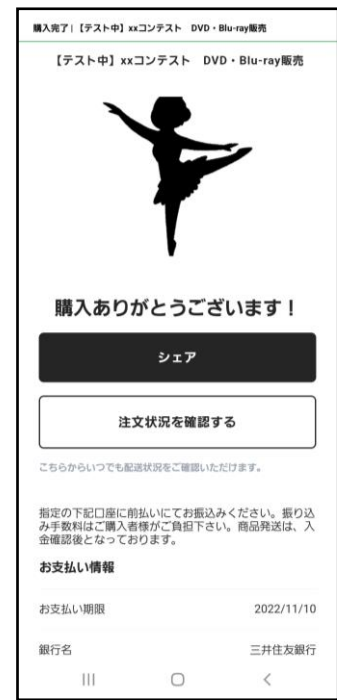 購入完了 | 【テスト中】xxコンテスト　DVD・Blu-ray販売
【テスト中】xxコンテスト　DVD・Blu-ray販売
購入ありがとうございます！
シェア
注文状況を確認する
こちらからいつでも配送状況をご確認いただけます。
指定の下記口座に前払いにてお振込みください。振り込
み手数料はご購入者様がご負担下さい。商品発送は、入
金確認後となっております。
お支払い情報
お支払い期限　2022/11/10
銀行名　三井住友銀行